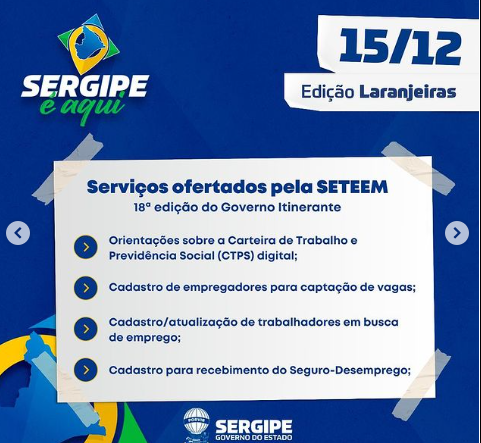 SERGIPE
é aqui
15/12
Edição Laranjeiras
Serviços ofertados pela SETEEM
18ª edição do Governo Itinerante
Orientações sobre a Carteira de Trabalho e
Previdência Social (CTPS) digital;
Cadastro de empregadores para captação de vagas;
Cadastro/atualização de trabalhadores em busca
de emprego;
Cadastro para recebimento do Seguro-Desemprego;
SERGIPE
GOVERNO DO ESTADO